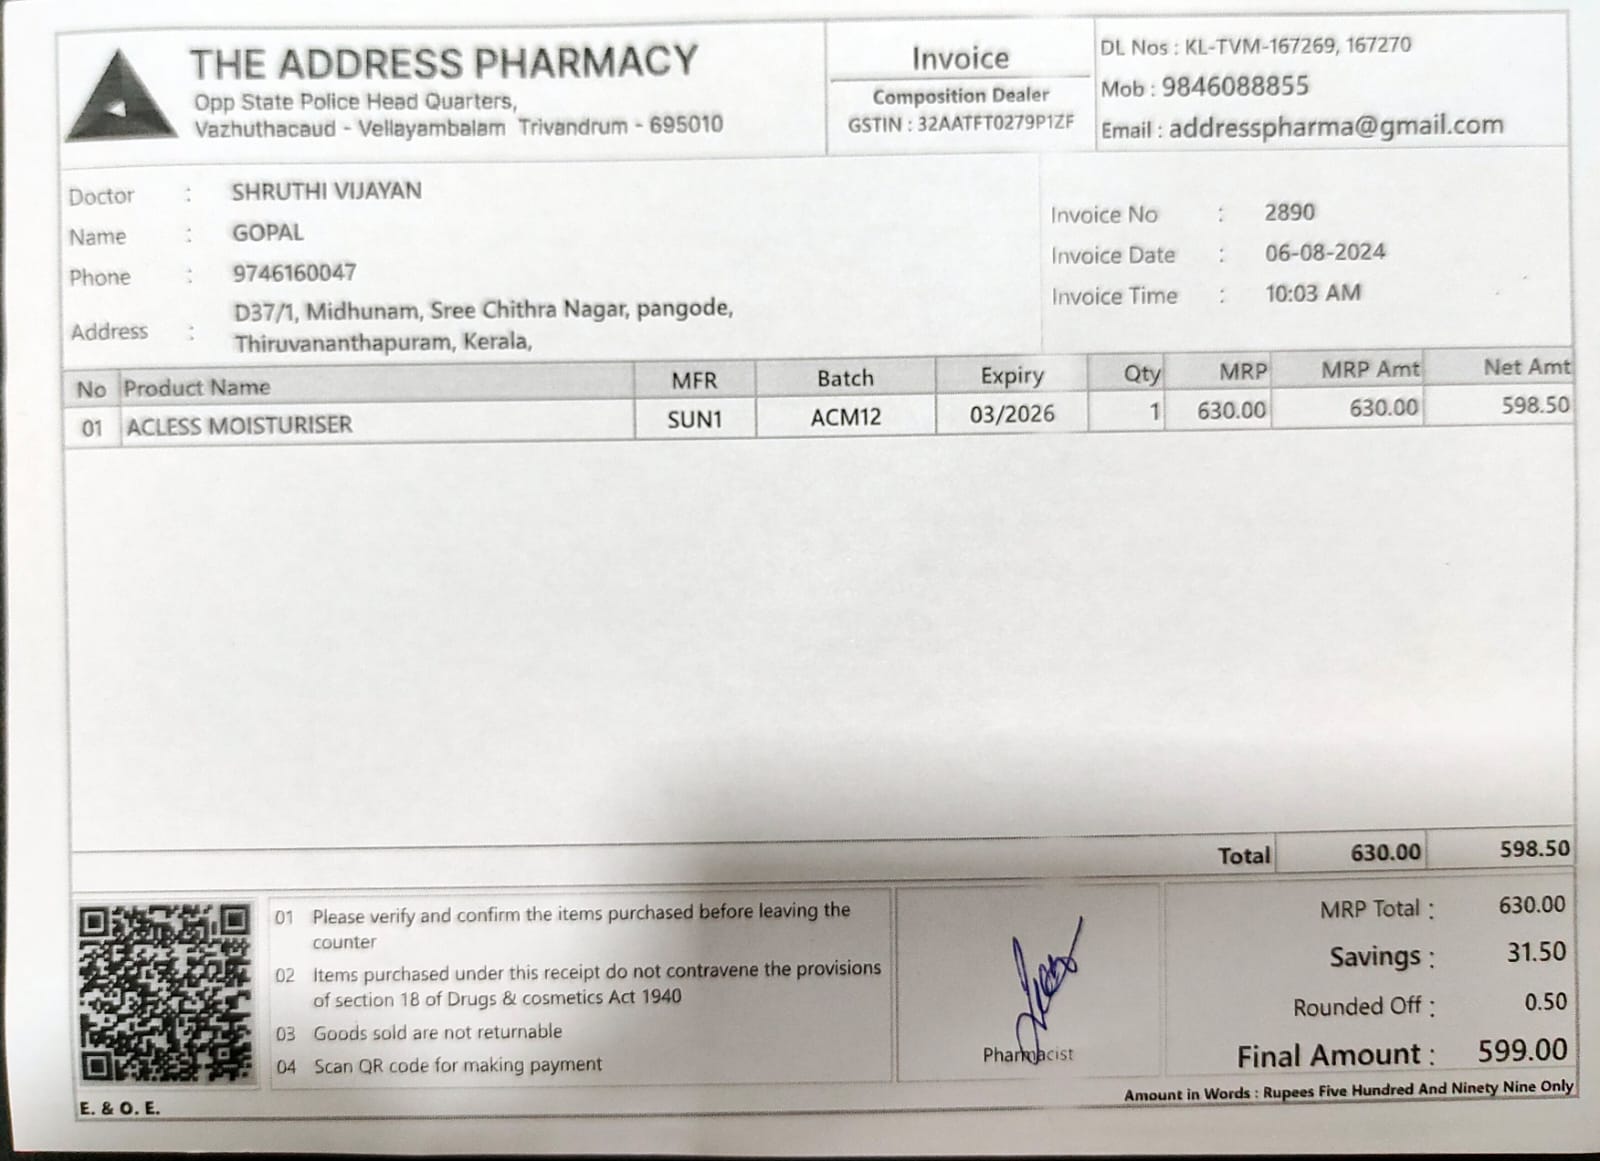 THE ADDRESS PHARMACY
Opp State Police Head Quarters,
Vazhuthacaud - Vellayambalam Trivandrum - 695010
Invoice
Composition Dealer
GSTIN : 32AATFT0279P1ZF
DL Nos : KL-TVM-167269, 167270
Mob : 9846088855
Email : addresspharma@gmail.com
Doctor : SHRUTHI VIJAYAN
Name : GOPAL
Phone : 9746160047
Address : D37/1, Midhunam, Sree Chithra Nagar, pangode,
Thiruvananthapuram, Kerala,
Invoice No : 2890
Invoice Date : 06-08-2024
Invoice Time : 10:03 AM
No Product Name MFR Batch Expiry Qty MRP MRP Amt Net Amt
01 ACLESS MOISTURISER SUN1 ACM12 03/2026 1 630.00 630.00 598.50
Total 630.00 598.50
01 Please verify and confirm the items purchased before leaving the
counter
02 Items purchased under this receipt do not contravene the provisions
of section 18 of Drugs & cosmetics Act 1940
03 Goods sold are not returnable
04 Scan QR code for making payment
E. & O. E.
Pharmacist
MRP Total : 630.00
Savings : 31.50
Rounded Off : 0.50
Final Amount : 599.00
Amount in Words : Rupees Five Hundred And Ninety Nine Only